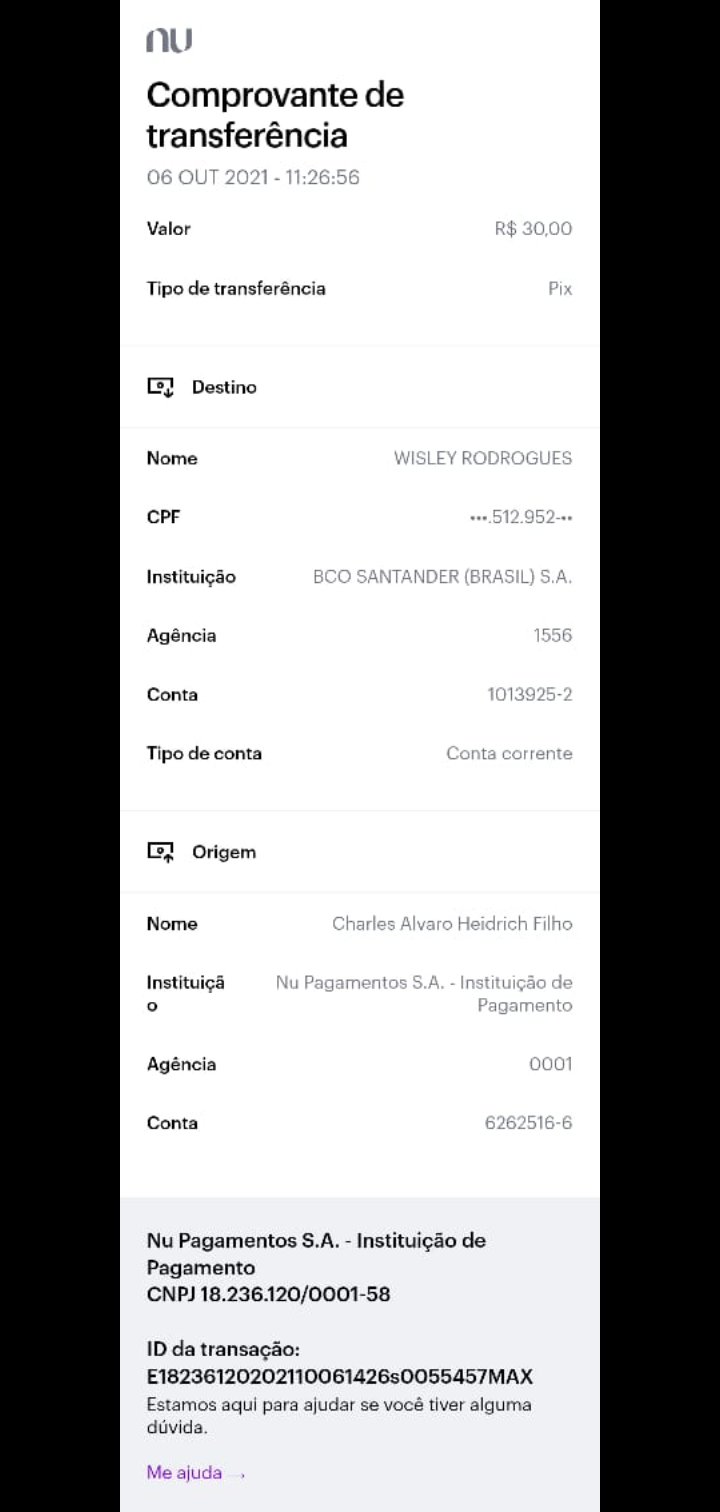 nu
Comprovante de
transferência
06 OUT 2021 - 11:26:56
Valor R$ 30,00
Tipo de transferência Pix
Destino
Nome WISLEY RODROGUES
CPF •••.512.952-••
Instituição BCO SANTANDER (BRASIL) S.A.
Agência 1556
Conta 1013925-2
Tipo de conta Conta corrente
Origem
Nome Charles Alvaro Heidrich Filho
Instituiçã Nu Pagamentos S.A. - Instituição de
o Pagamento
Agência 0001
Conta 6262516-6
Nu Pagamentos S.A. - Instituição de
Pagamento
CNPJ 18.236.120/0001-58
ID da transação:
E18236120202110061426s0055457MAX
Estamos aqui para ajudar se você tiver alguma
dúvida.
Me ajuda →